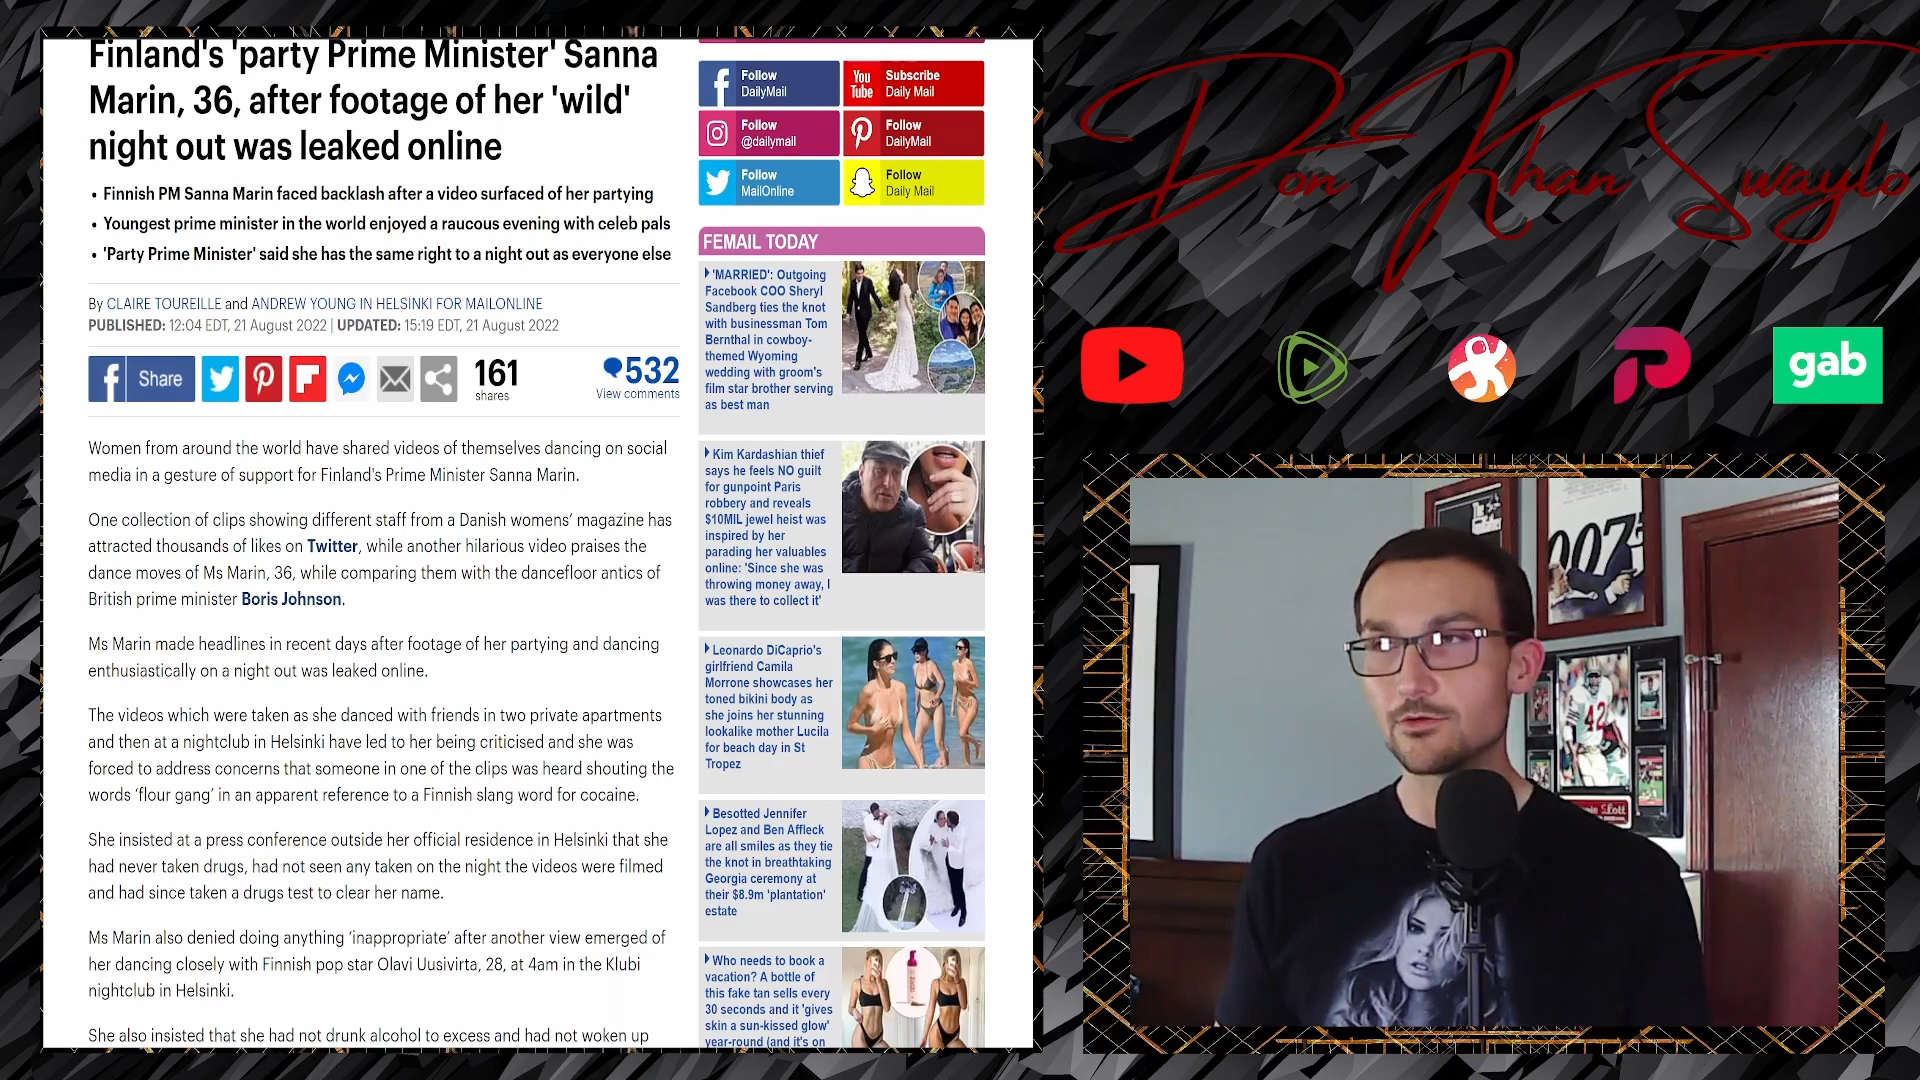 Finland's 'party Prime Minister' Sanna
Marin, 36, after footage of her 'wild'
night out was leaked online
• Finnish PM Sanna Marin faced backlash after a video surfaced of her partying
• Youngest prime minister in the world enjoyed a raucous evening with celeb pals
• 'Party Prime Minister' said she has the same right to a night out as everyone else
By CLAIRE TOUREILLE and ANDREW YOUNG IN HELSINKI FOR MAILONLINE
PUBLISHED: 12:04 EDT, 21 August 2022 | UPDATED: 15:19 EDT, 21 August 2022
Share
161
shares
532
View comments
Women from around the world have shared videos of themselves dancing on social
media in a gesture of support for Finland's Prime Minister Sanna Marin.
One collection of clips showing different staff from a Danish womens’ magazine has
attracted thousands of likes on Twitter, while another hilarious video praises the
dance moves of Ms Marin, 36, while comparing them with the dancefloor antics of
British prime minister Boris Johnson.
Ms Marin made headlines in recent days after footage of her partying and dancing
enthusiastically on a night out was leaked online.
The videos which were taken as she danced with friends in two private apartments
and then at a nightclub in Helsinki have led to her being criticised and she was
forced to address concerns that someone in one of the clips was heard shouting the
words ‘flour gang’ in an apparent reference to a Finnish slang word for cocaine.
She insisted at a press conference outside her official residence in Helsinki that she
had never taken drugs, had not seen any taken on the night the videos were filmed
and had since taken a drugs test to clear her name.
Ms Marin also denied doing anything ‘inappropriate’ after another view emerged of
her dancing closely with Finnish pop star Olavi Uusivirta, 28, at 4am in the Klubi
nightclub in Helsinki.
She also insisted that she had not drunk alcohol to excess and had not woken up
Follow
DailyMail
You
Tube
Subscribe
Daily Mail
Follow
@dailymail
Follow
DailyMail
Follow
MailOnline
Follow
Daily Mail
FEMAIL TODAY
'MARRIED': Outgoing
Facebook COO Sheryl
Sandberg ties the knot
with businessman Tom
Bernthal in cowboy-
themed Wyoming
wedding with groom's
film star brother serving
as best man
Kim Kardashian thief
says he feels NO guilt
for gunpoint Paris
robbery and reveals
$10MIL jewel heist was
inspired by her
parading her valuables
online: 'Since she was
throwing money away, I
was there to collect it'
Leonardo DiCaprio's
girlfriend Camila
Morrone showcases her
toned bikini body as
she joins her stunning
lookalike mother Lucila
for beach day in St
Tropez
Besotted Jennifer
Lopez and Ben Affleck
are all smiles as they tie
the knot in breathtaking
Georgia ceremony at
their $8.9m 'plantation'
estate
Who needs to book a
vacation? A bottle of
this fake tan sells every
30 seconds and it 'gives
skin a sun-kissed glow'
year-round (and it's on
Don Khan Swaylo
gab
007
42